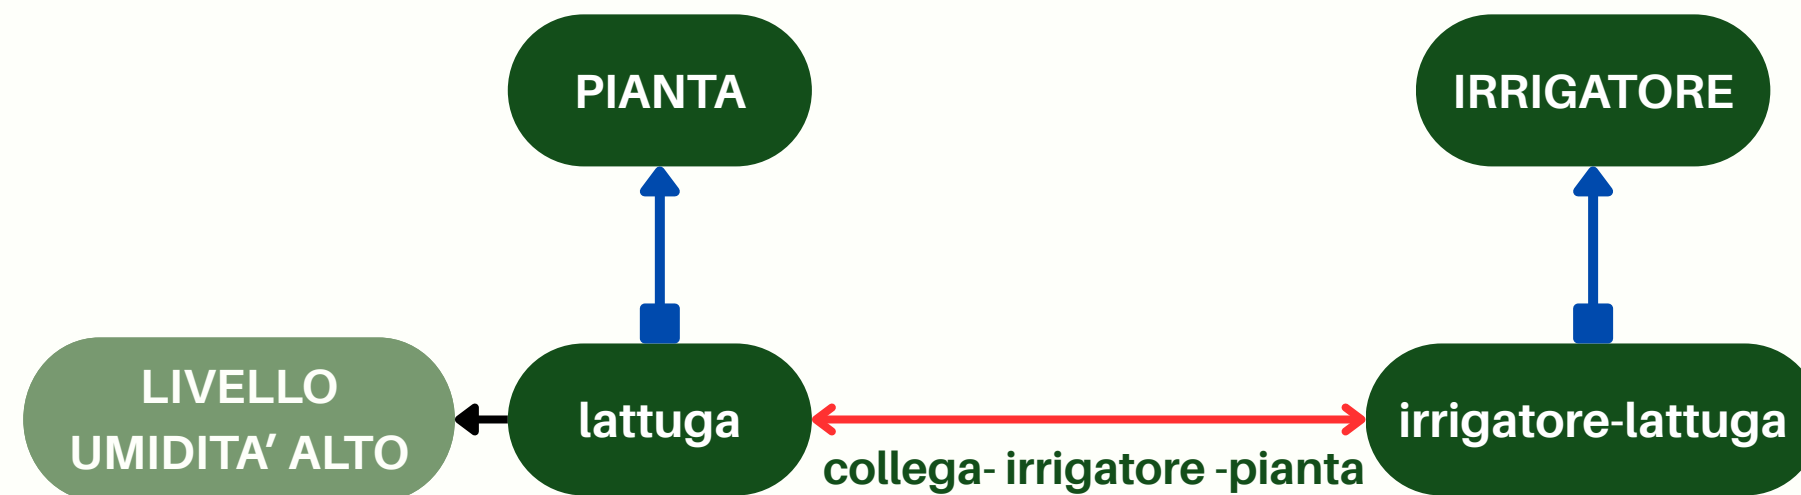 PIANTA
IRRIGATORE
LIVELLO
UMIDITA’ ALTO
lattuga
irrigatore-lattuga
collega- irrigatore -pianta